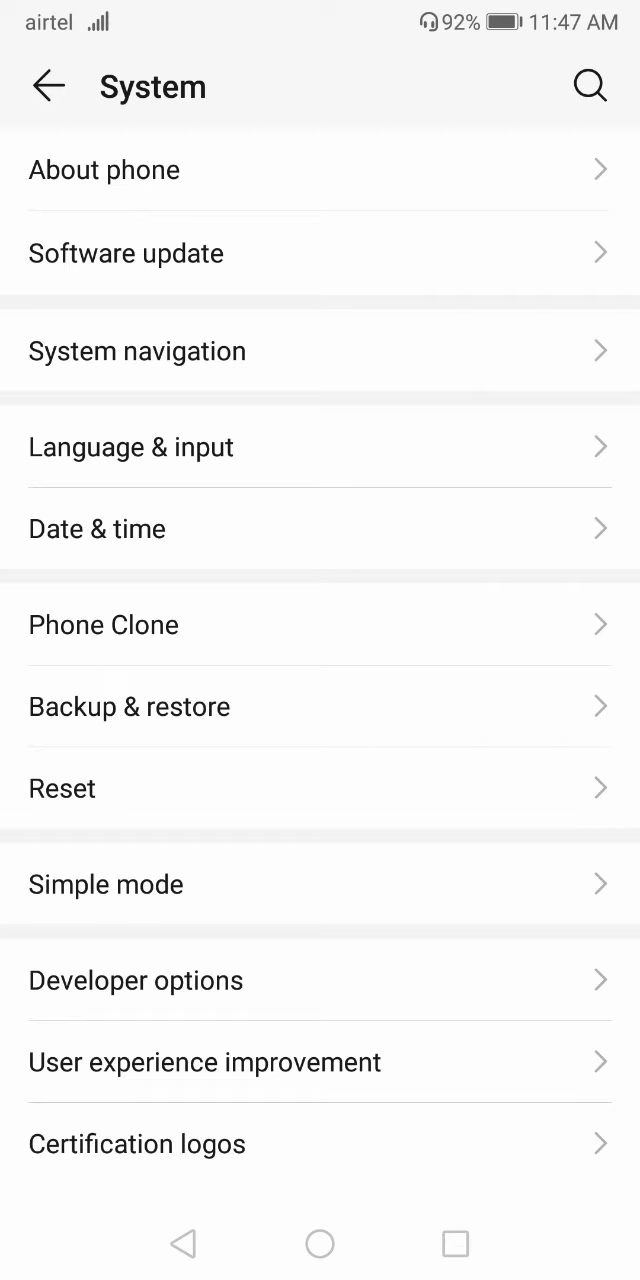 airtel 92% 11:47 AM
System
About phone
Software update
System navigation
Language & input
Date & time
Phone Clone
Backup & restore
Reset
Simple mode
Developer options
User experience improvement
Certification logos